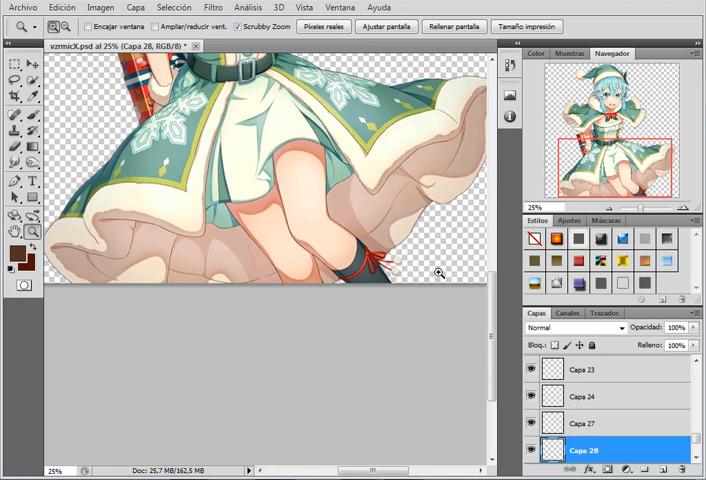 Archivo Edición Imagen Capa Selección Filtro Análisis 3D Vista Ventana Ayuda
Encajar ventana Ampliar/reducir vent. Scrubby Zoom Píxeles reales Ajustar pantalla Rellenar pantalla Tamaño impresión
vzrmicX.psd al 25% (Capa 28, RGB/8) *
Color Muestras Navegador
25%
Estilos Ajustes Máscaras
Capas Canales Trazados
Normal Opacidad: 100%
Bloq.: Relleno: 100%
Capa 23
Capa 24
Capa 27
Capa 28
25% Doc: 25,7 MB/162,5 MB